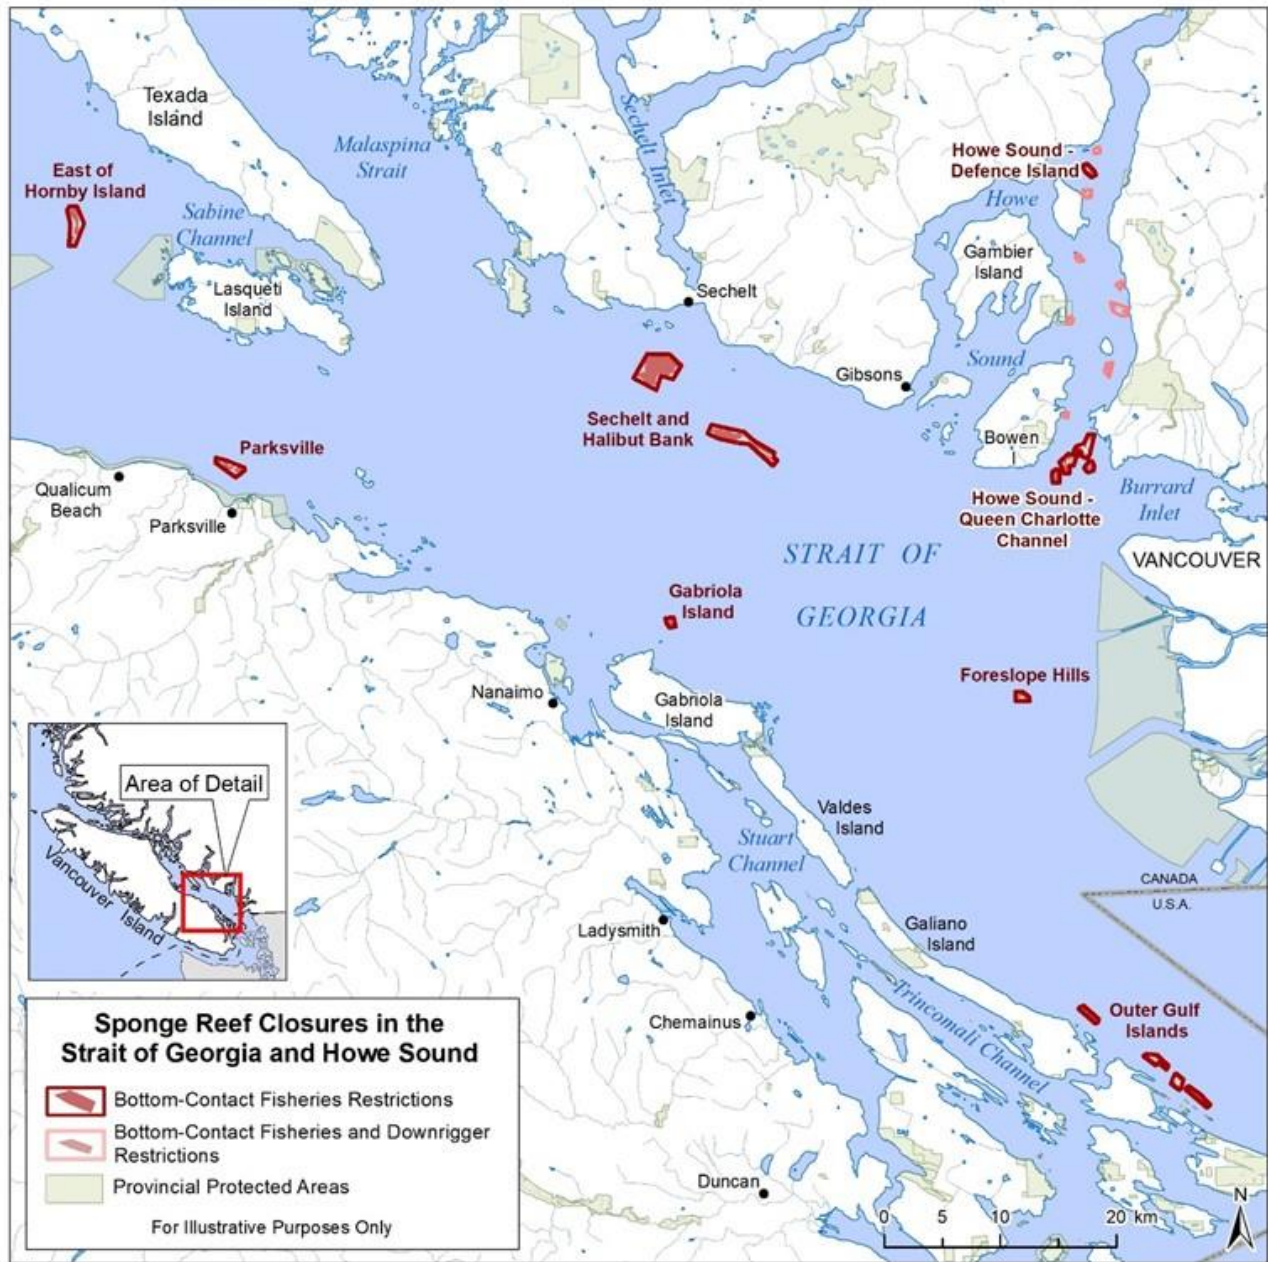 Texada
Island
Malaspina
Strait
Sechelt Inlet
East of
Hornby Island
Sabine
Channel
Lasqueti
Island
Sechelt
Howe Sound -
Defence Island
Howe
Gambier
Island
Sound
Gibsons
Bowen
I
Sechelt and
Halibut Bank
Parksville
Qualicum
Beach
Parksville
Howe Sound -
Queen Charlotte
Channel
Burrard
Inlet
VANCOUVER
STRAIT OF
GEORGIA
Gabriola
Island
Foreslope Hills
Nanaimo
Gabriola
Island
Valdes
Island
Stuart
Channel
Area of Detail
Vancouver Island
CANADA
U.S.A.
Ladysmith
Galiano
Island
Trincomali Channel
Chemainus
Outer Gulf
Islands
Duncan
Sponge Reef Closures in the
Strait of Georgia and Howe Sound
Bottom-Contact Fisheries Restrictions
Bottom-Contact Fisheries and Downrigger
Restrictions
Provincial Protected Areas
For Illustrative Purposes Only
N
0 5 10 20 km